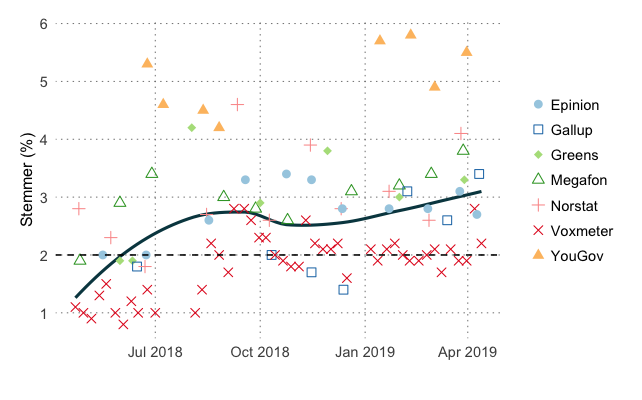 6
5
4
3
2
1
Stemmer (%)
Jul 2018
Oct 2018
Jan 2019
Apr 2019
Epinion
Gallup
Greens
Megafon
Norstat
Voxmeter
YouGov